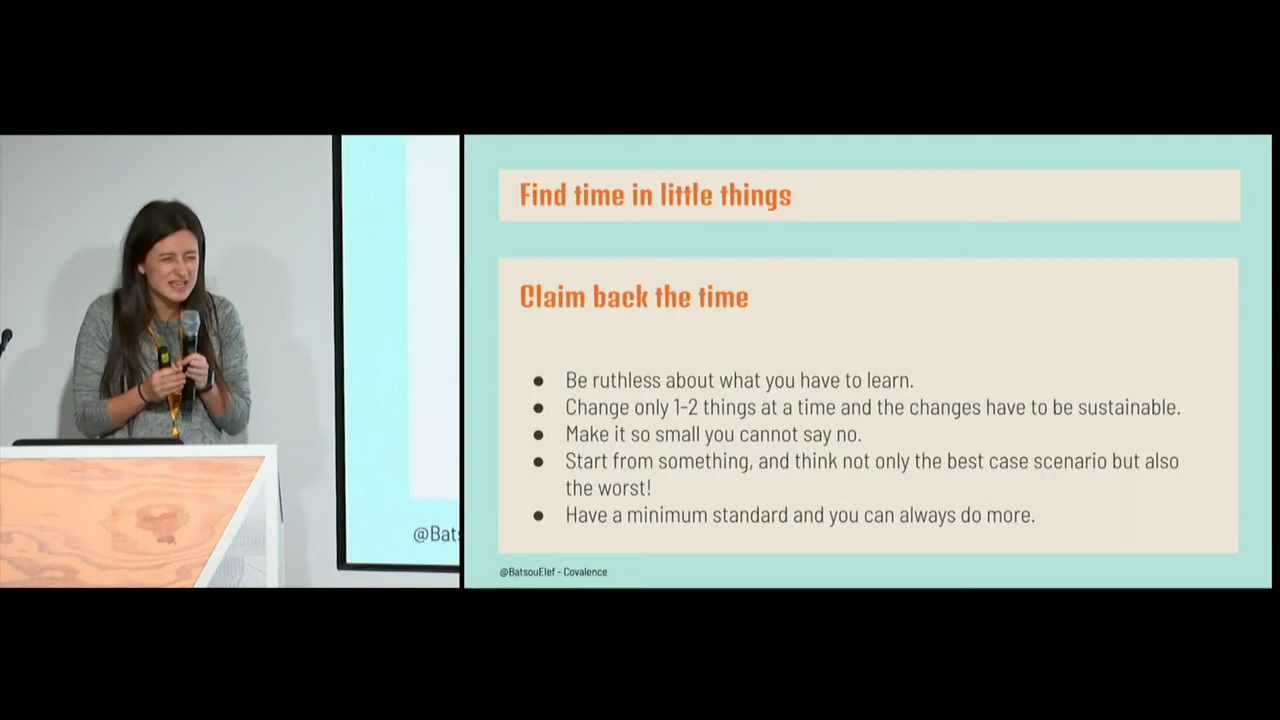 Find time in little things
Claim back the time
● Be ruthless about what you have to learn.
● Change only 1-2 things at a time and the changes have to be sustainable.
● Make it so small you cannot say no.
● Start from something, and think not only the best case scenario but also
the worst!
● Have a minimum standard and you can always do more.
@BatsouElef - Covalence
@Bats